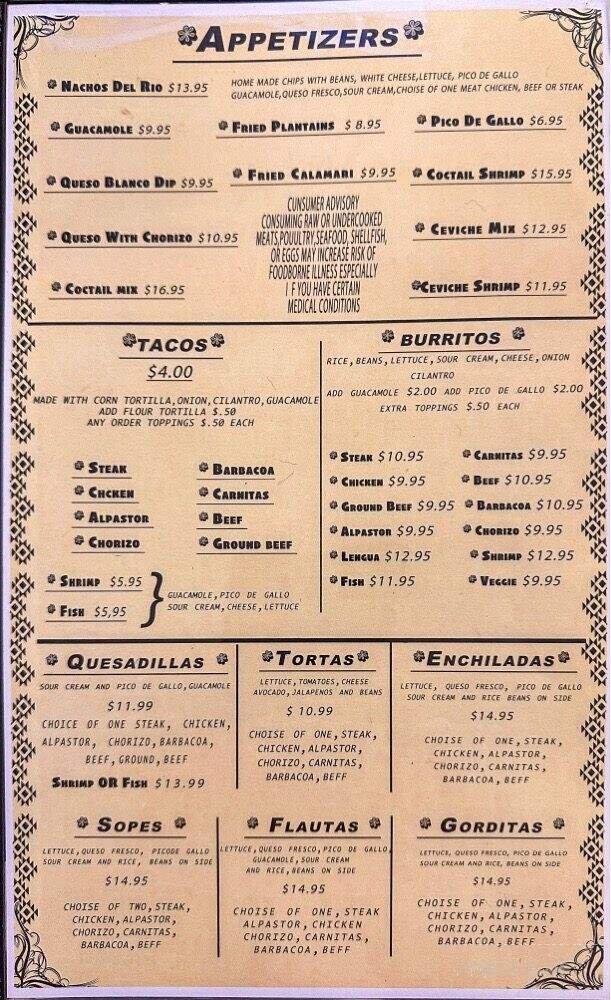 APPETIZERS
NACHOS DEL RIO $13.95
HOME MADE CHIPS WITH BEANS, WHITE CHEESE,LETTUCE, PICO DE GALLO
GUACAMOLE,QUESO FRESCO,SOUR CREAM,CHOISE OF ONE MEAT CHICKEN, BEEF OR STEAK
GUACAMOLE $9.95
FRIED PLANTAINS $ 8.95
PICO DE GALLO $6.95
QUESO BLANCO DIP $9.95
FRIED CALAMARI $9.95
COCTAIL SHRIMP $15.95
QUESO WITH CHORIZO $10.95
CUNSUMER ADVISORY
CONSUMING RAW OR UNDERCOOKED
MEATS,POUULTRY,SEAFOOD, SHELLFISH,
OR EGGS MAY INCREASE RISK OF
FOODBORNE ILLNESS ESPECIALLY
I F YOU HAVE CERTAIN
MEDICAL CONDITIONS
CEVICHE MIX $12.95
COCTAIL MIX $16.95
CEVICHE SHRIMP $11.95
TACOS
$4.00
MADE WITH CORN TORTILLA,ONION,CILANTRO,GUACAMOLE
ADD FLOUR TORTILLA $.50
ANY ORDER TOPPINGS $.50 EACH
STEAK
BARBACOA
CHCKEN
CARNITAS
ALPASTOR
BEEF
CHORIZO
GROUND BEEF
SHRIMP $5.95
FISH $5,95
GUACAMOLE,PICO DE GALLO
SOUR CREAM,CHEESE,LETTUCE
BURRITOS
RICE,BEANS,LETTUCE,SOUR CREAM,CHEESE,ONION
CILANTRO
ADD GUACAMOLE $2.00 ADD PICO DE GALLO $2.00
EXTRA TOPPINGS $.50 EACH
STEAK $10.95
CARNITAS $9.95
CHICKEN $9.95
BEEF $10.95
GROUND BEEF $9.95
BARBACOA $10.95
ALPASTOR $9.95
CHORIZO $9.95
LENGUA $12.95
SHRIMP $12.95
FISH $11.95
VEGGIE $9.95
QUESADILLAS
SOUR CREAM AND PICO DE GALLO,GUACAMOLE
$11.99
CHOICE OF ONE STEAK, CHICKEN,
ALPASTOR, CHORIZO,BARBACOA,
BEEF,GROUND,BEEF
SHRIMP OR FISH $13.99
TORTAS
LETTUCE,TOMATOES,CHEESE
AVOCADO,JALAPENOS AND BEANS
$ 10.99
CHOISE OF ONE,STEAK,
CHICKEN,ALPASTOR,
CHORIZO,CARNITAS,
BARBACOA,BEFF
ENCHILADAS
LETTUCE, QUESO FRESCO, PICO DE GALLO
SOUR CREAM AND RICE BEANS ON SIDE
$14.95
CHOISE OF ONE,STEAK,
CHICKEN,ALPASTOR,
CHORIZO,CARNITAS,
BARBACOA,BEFF
SOPES
LETTUCE,QUESO FRESCO, PICODE GALLO
SOUR CREAM AND RICE, BEANS ON SIDE
$14.95
CHOISE OF TWO,STEAK,
CHICKEN,ALPASTOR,
CHORIZO,CARNITAS,
BARBACOA,BEFF
FLAUTAS
LETTUCE,QUESO FRESCO,PICO DE GALLO,
GUACAMOLE,SOUR CREAM
AND RICE,BEANS ON SIDE
$14.95
CHOISE OF ONE,STEAK
ALPASTOR, CHICKEN
CHORIZO,CARNITAS,
BARBACOA,BEFF
GORDITAS
LETTUCE, QUESO FRESCO, PICO DE GALLO
SOUR CREAM AND RICE, BEANS ON SIDE
$14.95
CHOISE OF ONE,STEAK,
CHICKEN,ALPASTOR,
CHORIZO,CARNITAS,
BARBACOA,BEFF